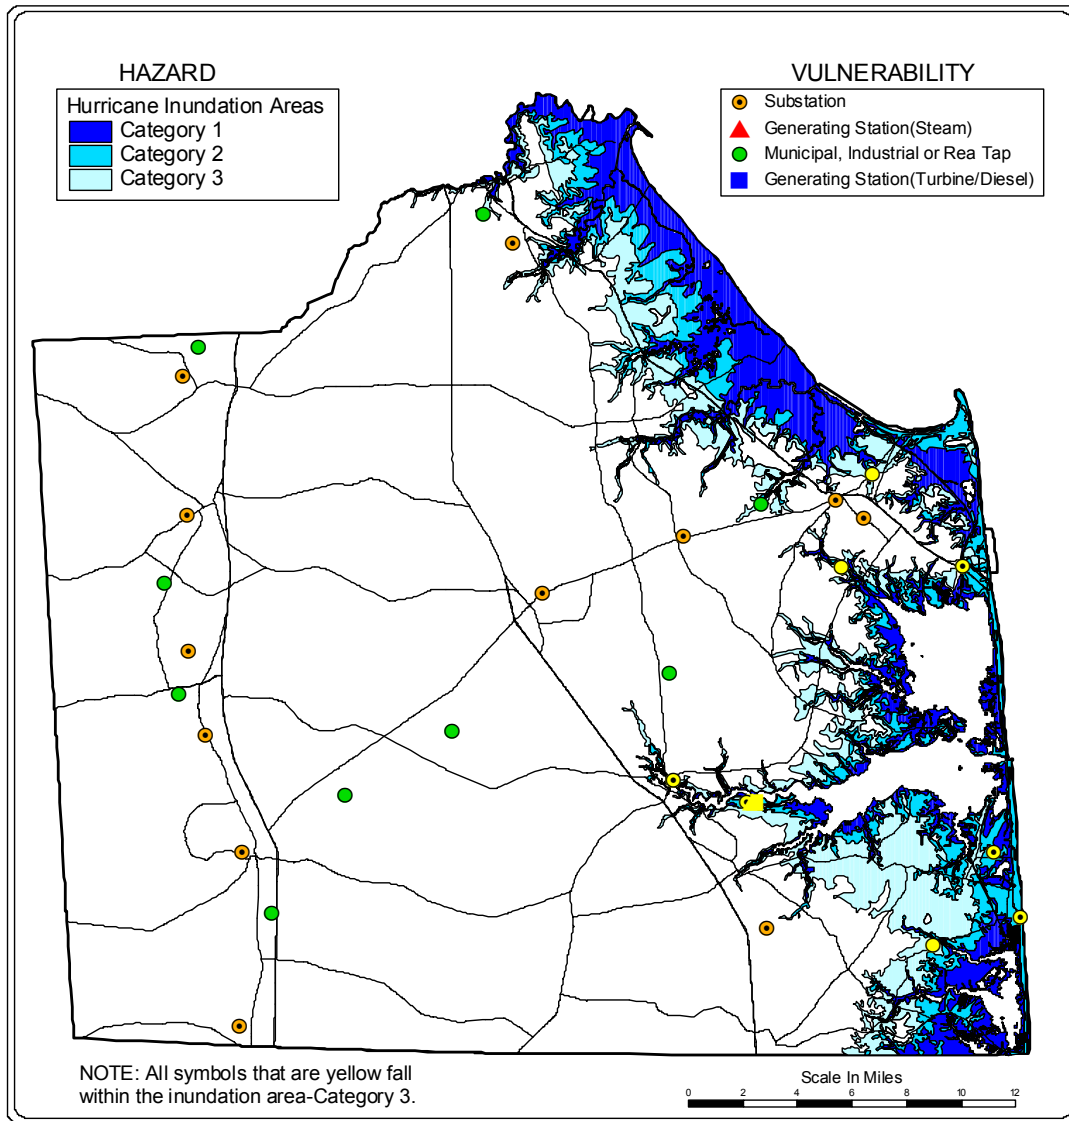 HAZARD
Hurricane Inundation Areas
Category 1
Category 2
Category 3
VULNERABILITY
Substation
Generating Station(Steam)
Municipal, Industrial or Rea Tap
Generating Station(Turbine/Diesel)
NOTE: All symbols that are yellow fall
within the inundation area-Category 3.
Scale In Miles
0 2 4 6 8 10 12